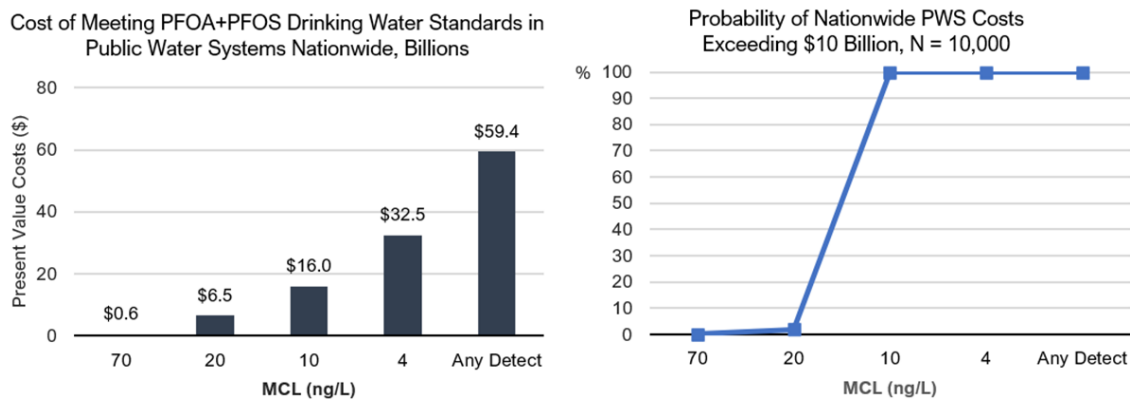 Cost of Meeting PFOA+PFOS Drinking Water Standards in
Public Water Systems Nationwide, Billions
Present Value Costs ($)
80
60
40
20
0
$0.6
$6.5
$16.0
$32.5
$59.4
70 20 10 4 Any Detect
MCL (ng/L)
Probability of Nationwide PWS Costs
Exceeding $10 Billion, N = 10,000
% 100
90
80
70
60
50
40
30
20
10
0
70 20 10 4 Any Detect
MCL (ng/L)